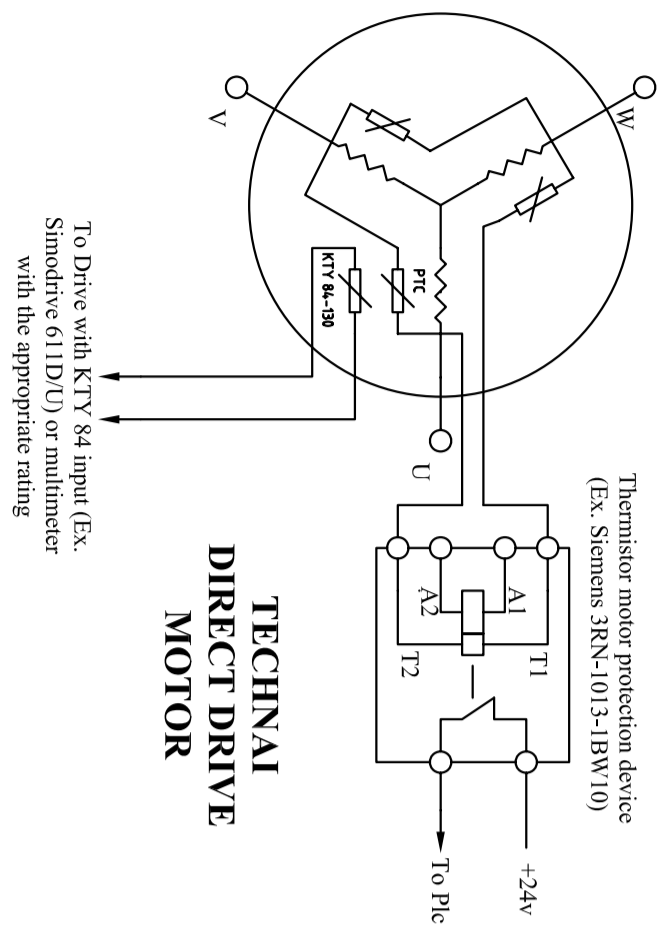 Thermistor motor protection device
(Ex. Siemens 3RN-1013-1BW10)
W
V
U
PTC
KTY 84-130
T1
A1
A2
T2
+24v
To Plc
To Drive with KTY 84 input (Ex.
Simodrive 611D/U) or multimeter
with the appropriate rating
TECHNAI
DIRECT DRIVE
MOTOR